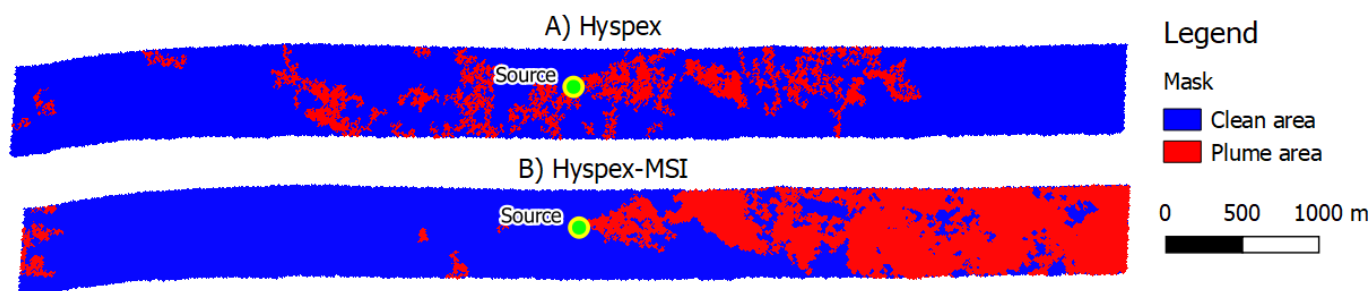 A) Hyspex
Source
B) Hyspex-MSI
Source
Legend
Mask
Clean area
Plume area
0 500 1000 m